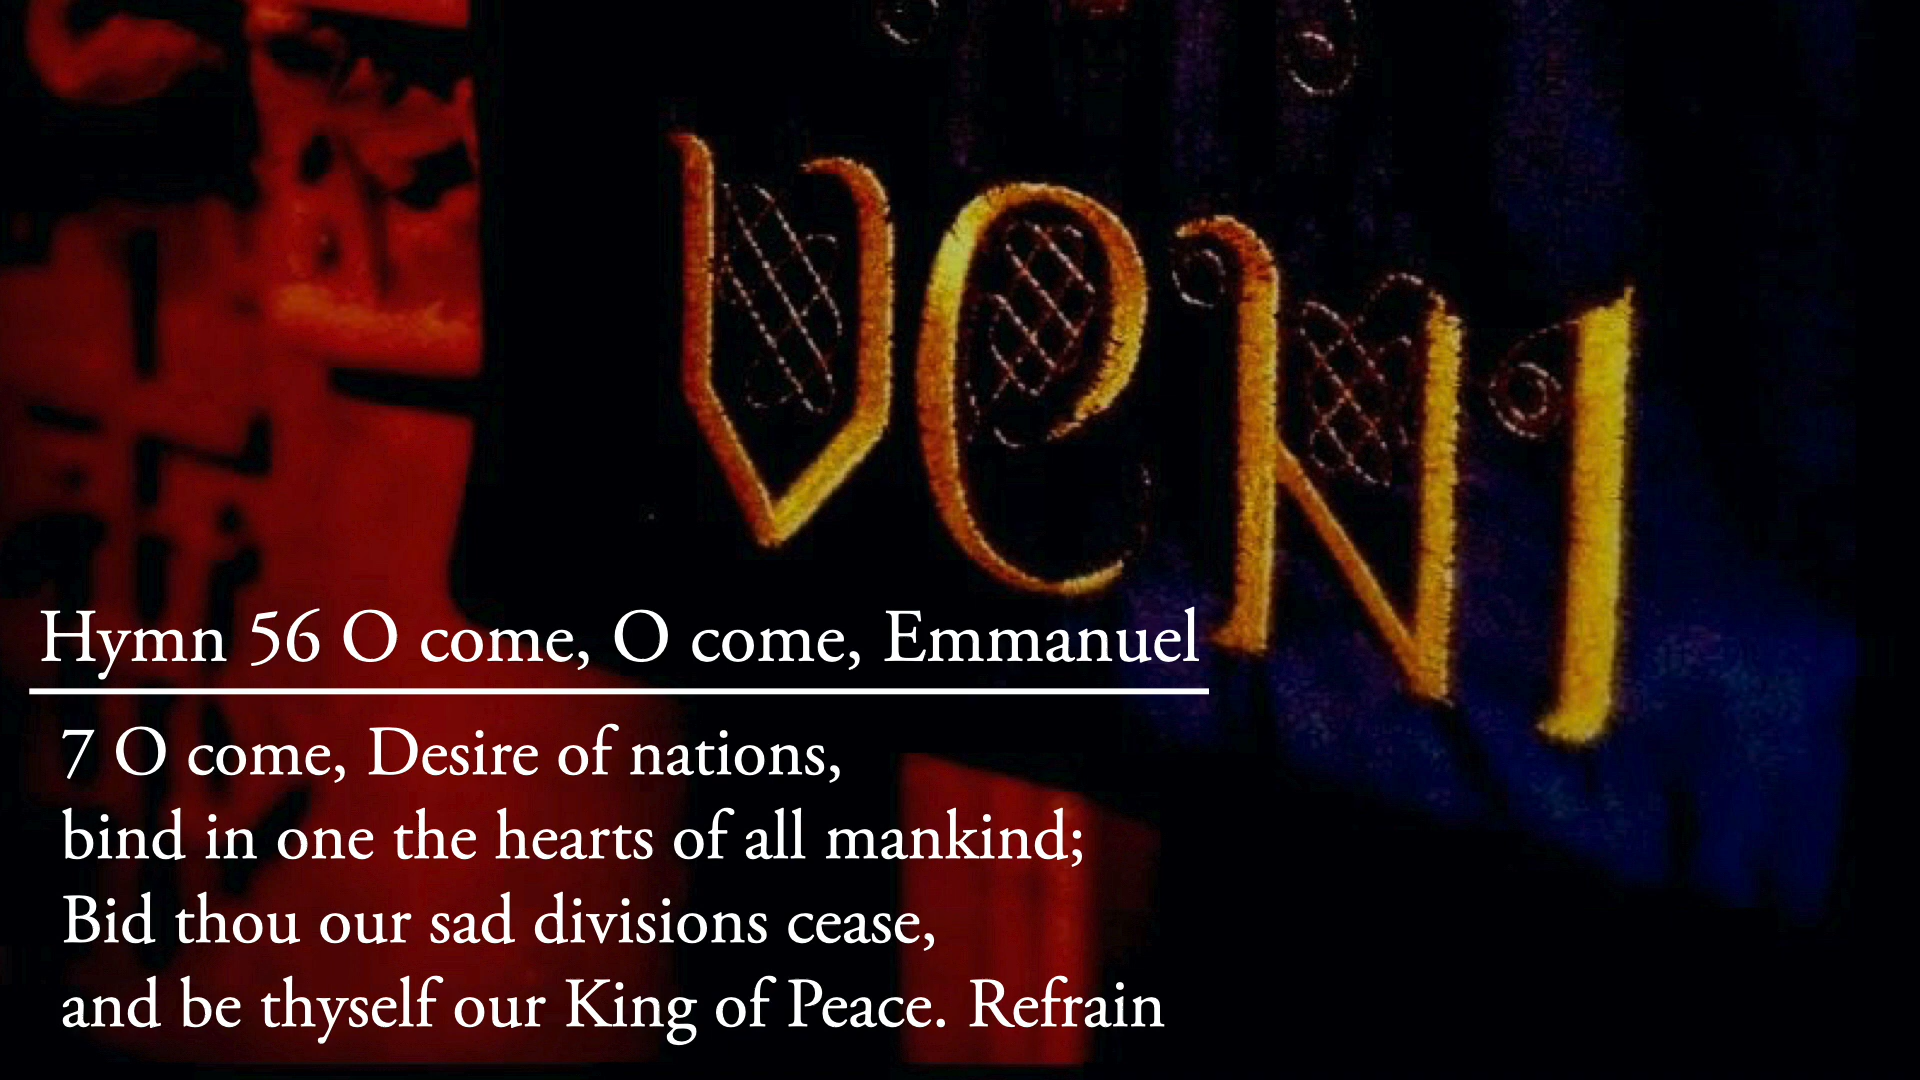 VENI
Hymn 56 O come, O come, Emmanuel
7 O come, Desire of nations,
bind in one the hearts of all mankind;
Bid thou our sad divisions cease,
and be thyself our King of Peace. Refrain